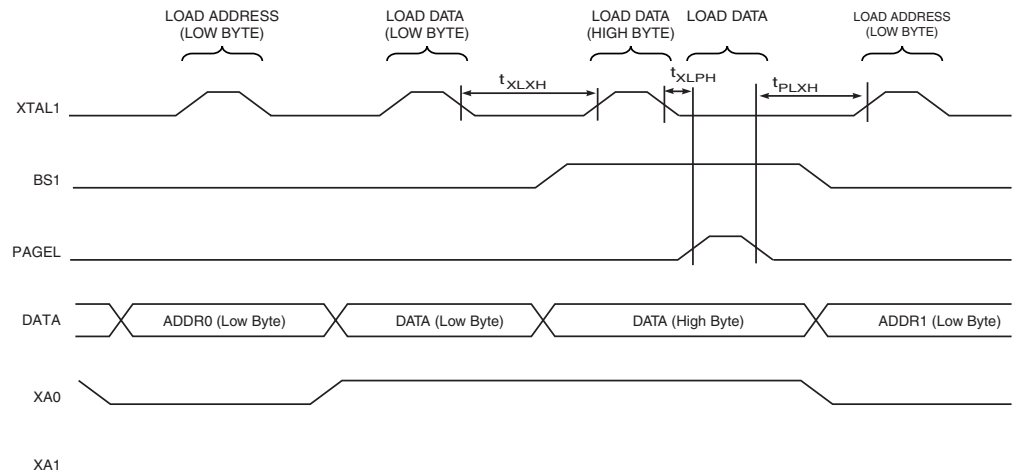 LOAD ADDRESS
(LOW BYTE)
LOAD DATA
(LOW BYTE)
LOAD DATA
(HIGH BYTE)
LOAD DATA
LOAD ADDRESS
(LOW BYTE)
XTAL1
tXLXH
tXLPH
tPLXH
BS1
PAGEL
DATA
ADDR0 (Low Byte)
DATA (Low Byte)
DATA (High Byte)
ADDR1 (Low Byte)
XA0
XA1